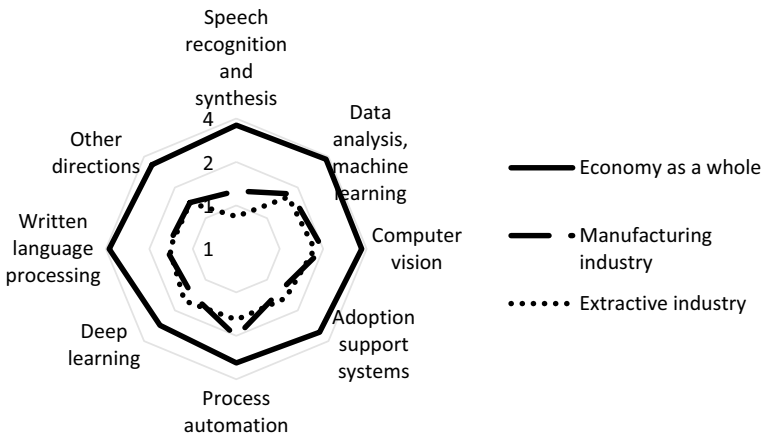 Speech
recognition
and
synthesis
Data
analysis,
machine
learning
Computer
vision
Adoption
support
systems
Process
automation
Deep
learning
Written
language
processing
Other
directions
4
2
1
1
Economy as a whole
Manufacturing
industry
Extractive industry